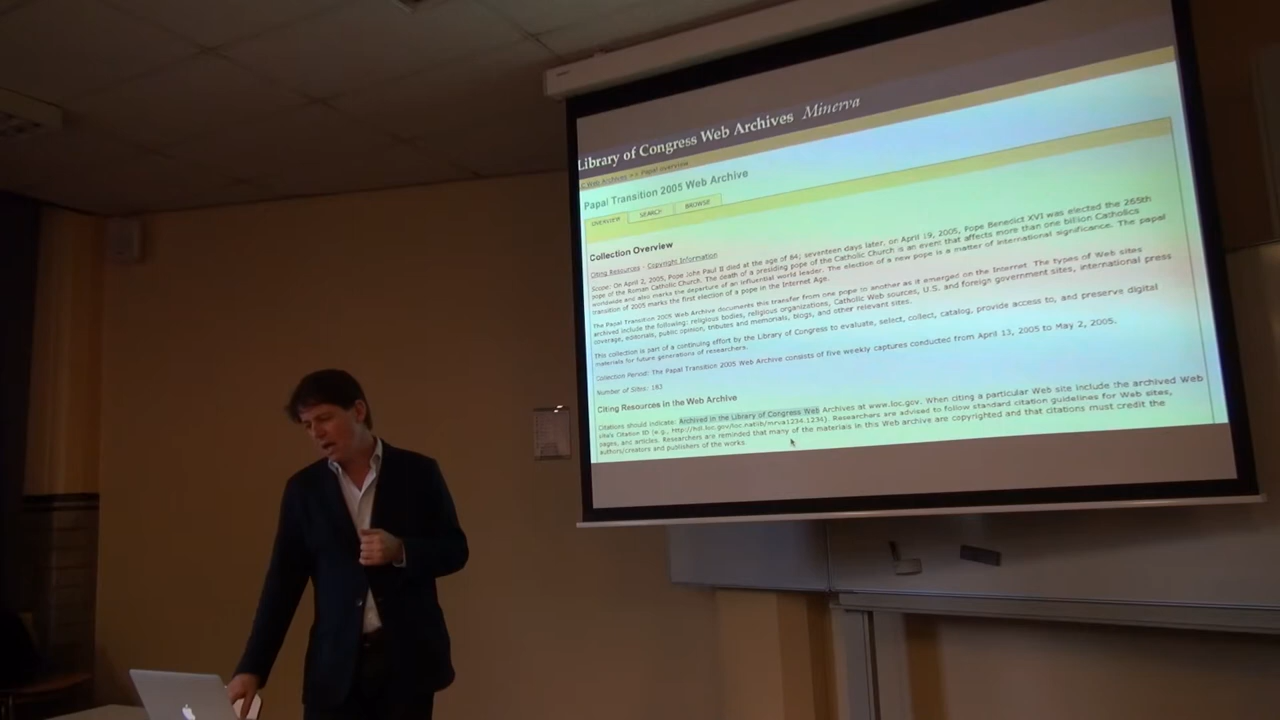 Library of Congress Web Archives Minerva
Web Archives >> Papal overview
Papal Transition 2005 Web Archive
OVERVIEW SEARCH BROWSE
Collection Overview
Citing Resources - Copyright Information
Scope: On April 2, 2005, Pope John Paul II died at the age of 84; seventeen days later, on April 19, 2005, Pope Benedict XVI was elected the 265th
pope of the Roman Catholic Church. The death of a presiding pope of the Catholic Church is an event that affects more than one billion Catholics
worldwide and also marks the departure of an influential world leader. The election of a new pope is a matter of international significance. The papal
transition of 2005 marks the first election of a pope in the Internet Age.
The Papal Transition 2005 Web Archive documents this transfer from one pope to another as it emerged on the Internet. The types of Web sites
archived include the following: religious bodies, religious organizations, Catholic Web sources, U.S. and foreign government sites, international press
coverage, editorials, public opinion, tributes and memorials, blogs, and other relevant sites.
This collection is part of a continuing effort by the Library of Congress to evaluate, select, collect, catalog, provide access to, and preserve digital
materials for future generations of researchers.
Collection Period: The Papal Transition 2005 Web Archive consists of five weekly captures conducted from April 13, 2005 to May 2, 2005.
Number of Sites: 183
Citing Resources in the Web Archive
Citations should indicate: Archived in the Library of Congress Web Archives at www.loc.gov. When citing a particular Web site include the archived Web
site's Citation ID (e.g., http://hdl.loc.gov/loc.natlib/mrva1234.1234). Researchers are advised to follow standard citation guidelines for Web sites,
pages, and articles. Researchers are reminded that many of the materials in this Web archive are copyrighted and that citations must credit the
authors/creators and publishers of the works.